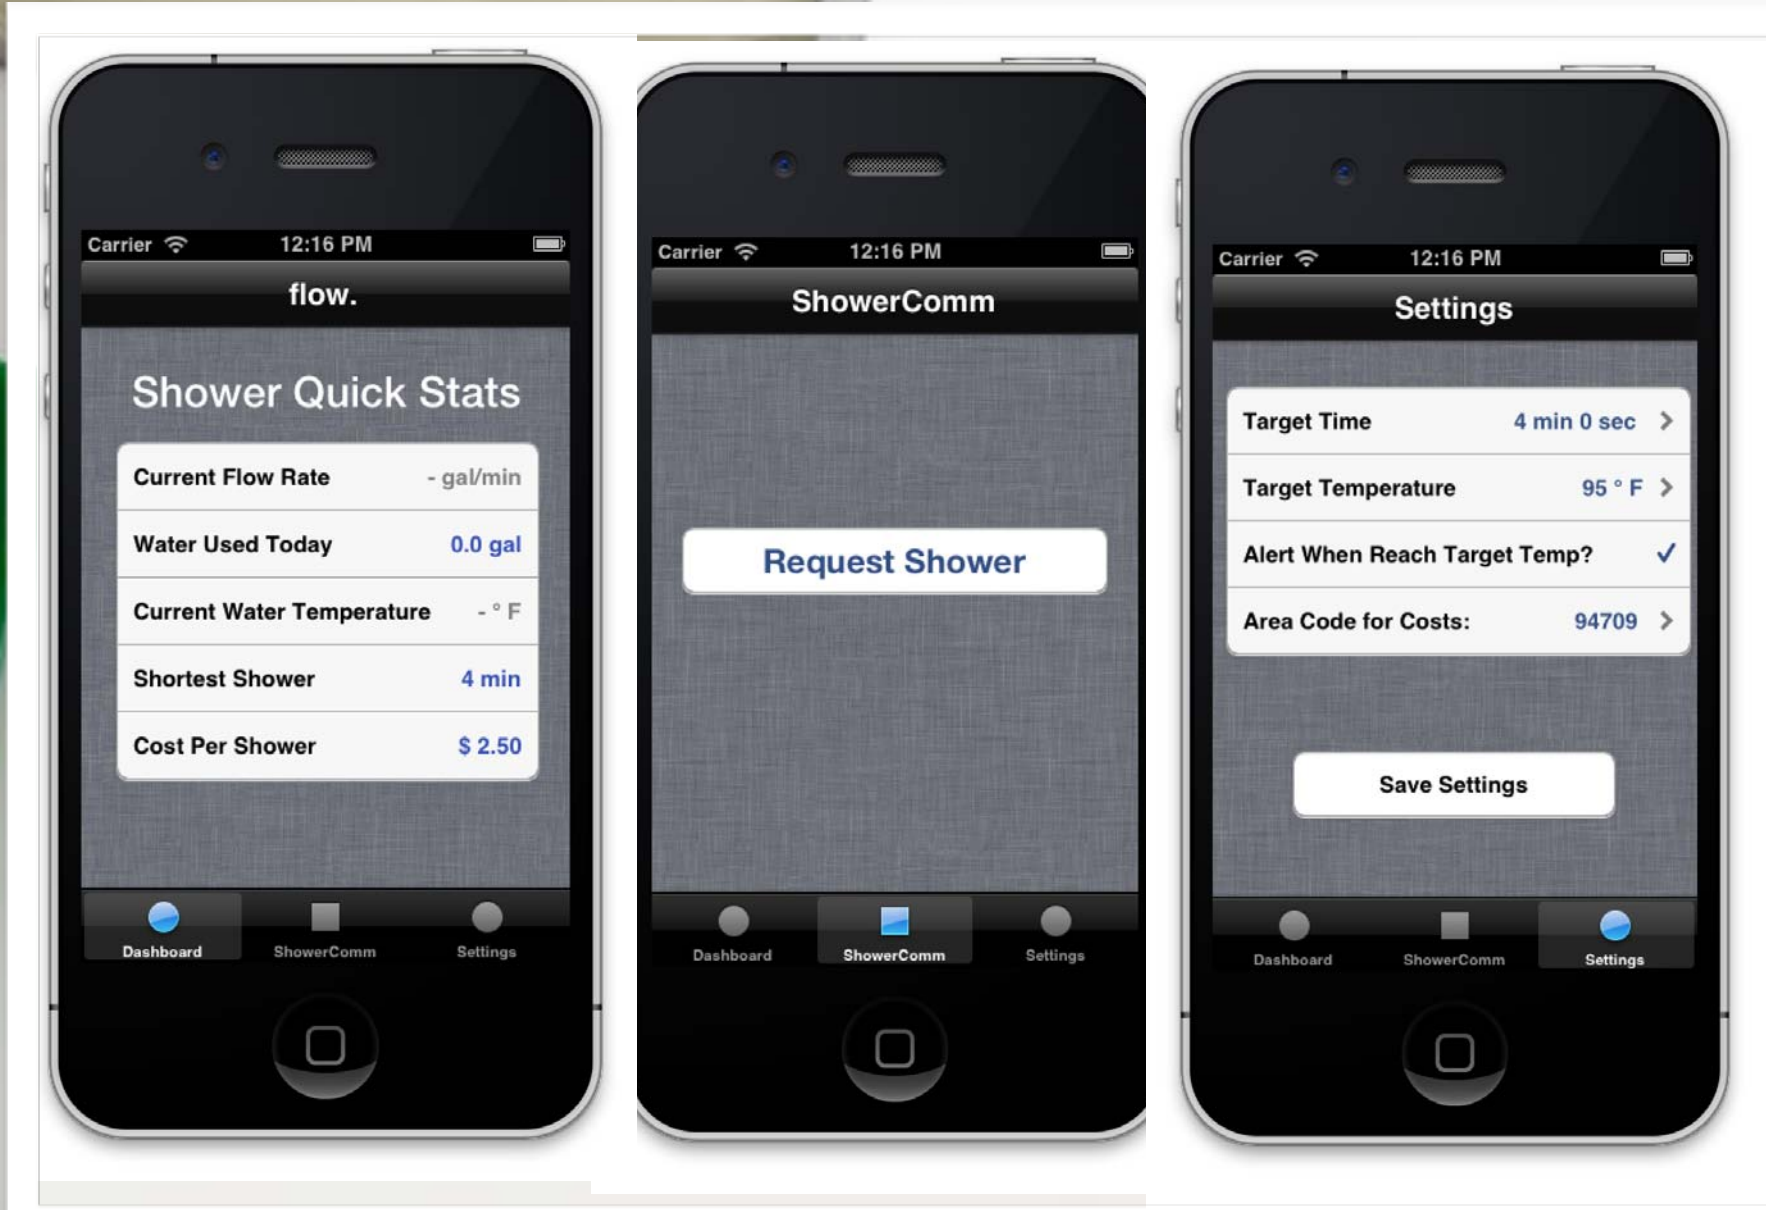 Carrier 12:16 PM
flow.
Shower Quick Stats
Current Flow Rate - gal/min
Water Used Today 0.0 gal
Current Water Temperature - ° F
Shortest Shower 4 min
Cost Per Shower $ 2.50
Dashboard ShowerComm Settings
Carrier 12:16 PM
ShowerComm
Request Shower
Dashboard ShowerComm Settings
Carrier 12:16 PM
Settings
Target Time 4 min 0 sec
Target Temperature 95 ° F
Alert When Reach Target Temp?
Area Code for Costs: 94709
Save Settings
Dashboard ShowerComm Settings